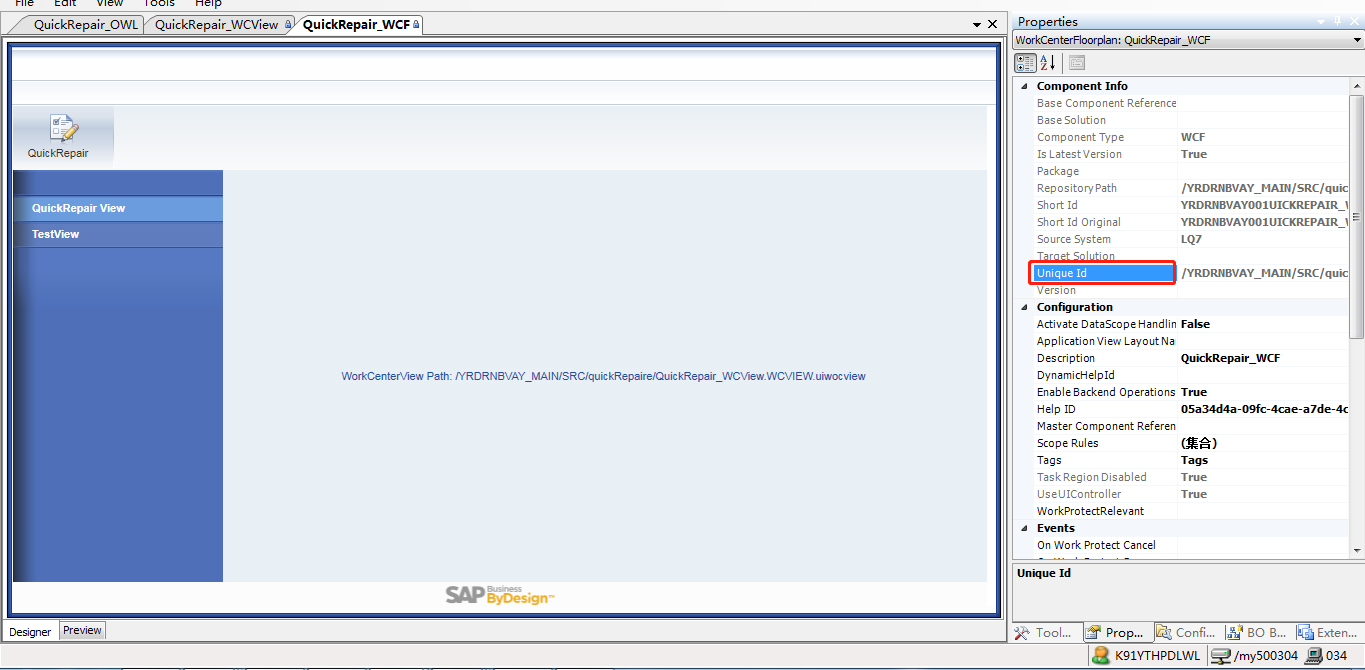 File Edit View Tools Help
QuickRepair_OWL QuickRepair_WCView QuickRepair_WCF
QuickRepair
QuickRepair View
TestView
WorkCenterView Path: /YRDRNBVAY_MAIN/SRC/quickRepaire/QuickRepair_WCView.WCVIEW.uiwocview
SAP Business ByDesign™
Designer Preview
Properties
WorkCenterFloorplan: QuickRepair_WCF
Component Info
Base Component Reference
Base Solution
Component Type WCF
Is Latest Version True
Package
Repository Path /YRDRNBVAY_MAIN/SRC/quic
Short Id YRDRNBVAY001UICKREPAIR_W
Short Id Original YRDRNBVAY001UICKREPAIR_W
Source System LQ7
Target Solution
Unique Id /YRDRNBVAY_MAIN/SRC/quic
Version
Configuration
Activate DataScope Handlin False
Application View Layout Na
Description QuickRepair_WCF
DynamicHelpId
Enable Backend Operations True
Help ID 05a34d4a-09fc-4cae-a7de-4c
Master Component Referen
Scope Rules (集合)
Tags Tags
Task Region Disabled True
UseUIController True
WorkProtectRelevant
Events
On Work Protect Cancel
Unique Id
Tool... Prop... Confi... BO B... Exten...
K91YTHPDLWL /my500304 034